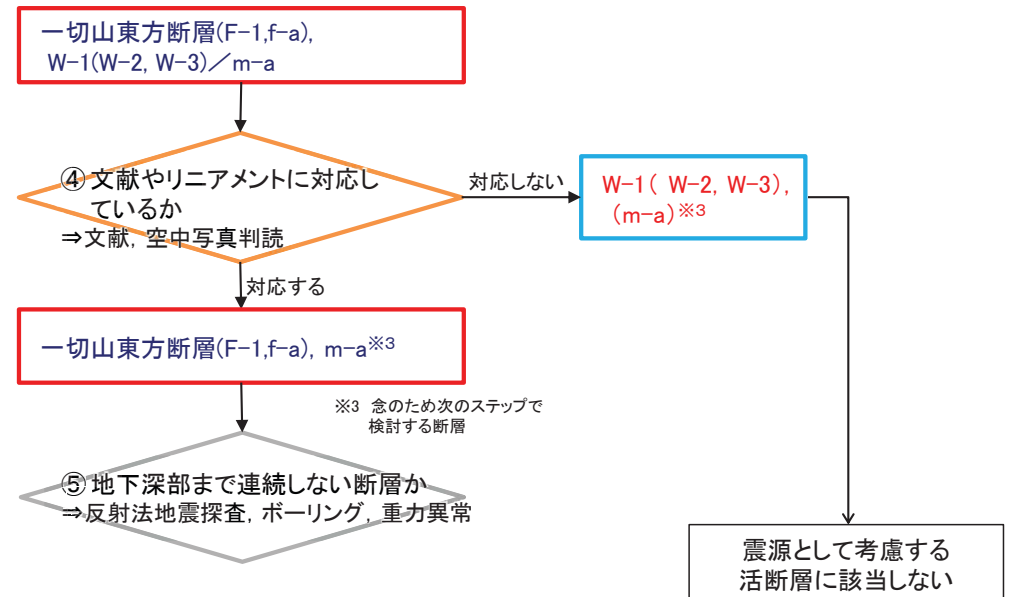 一切山東方断層(F-1,f-a),
W-1(W-2, W-3)／m-a
④文献やリニアメントに対応し
ているか
⇒文献, 空中写真判読
対応しない
W-1( W-2, W-3),
(m-a)※3
対応する
一切山東方断層(F-1,f-a), m-a※3
※3 念のため次のステップで
検討する断層
⑤地下深部まで連続しない断層か
⇒反射法地震探査, ボーリング, 重力異常
震源として考慮する
活断層に該当しない